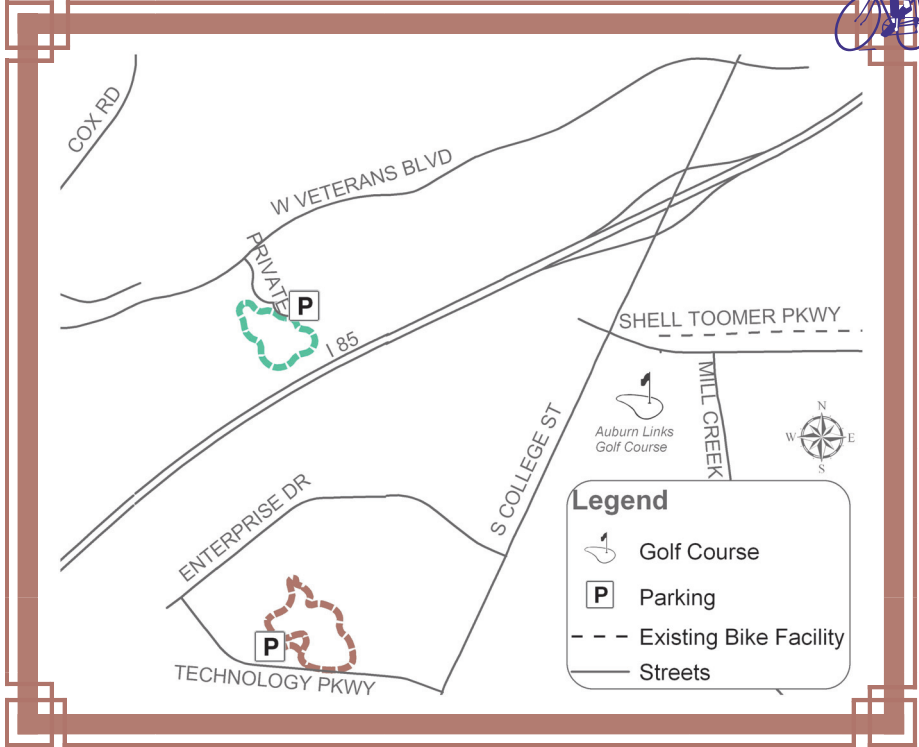 COX RD
W VETERANS BLVD
PRIVATE
P
I 85
SHELL TOOMER PKWY
MILL CREEK
Auburn Links
Golf Course
N
W E
S
S COLLEGE ST
ENTERPRISE DR
P
TECHNOLOGY PKWY
Legend
Golf Course
P Parking
Existing Bike Facility
Streets